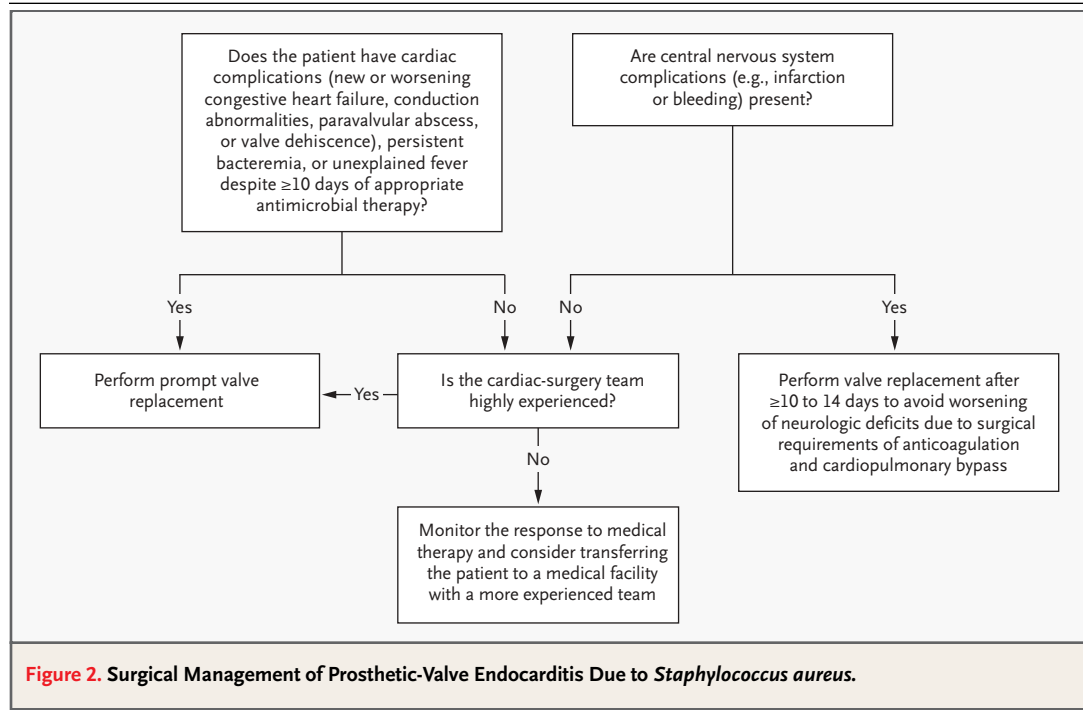 Does the patient have cardiac
complications (new or worsening
congestive heart failure, conduction
abnormalities, paravalvular abscess,
or valve dehiscence), persistent
bacteremia, or unexplained fever
despite ≥10 days of appropriate
antimicrobial therapy?
Are central nervous system
complications (e.g., infarction
or bleeding) present?
Yes
No
No
Yes
Perform prompt valve
replacement
Yes
Is the cardiac-surgery team
highly experienced?
Perform valve replacement after
≥10 to 14 days to avoid worsening
of neurologic deficits due to surgical
requirements of anticoagulation
and cardiopulmonary bypass
No
Monitor the response to medical
therapy and consider transferring
the patient to a medical facility
with a more experienced team
Figure 2. Surgical Management of Prosthetic-Valve Endocarditis Due to Staphylococcus aureus.